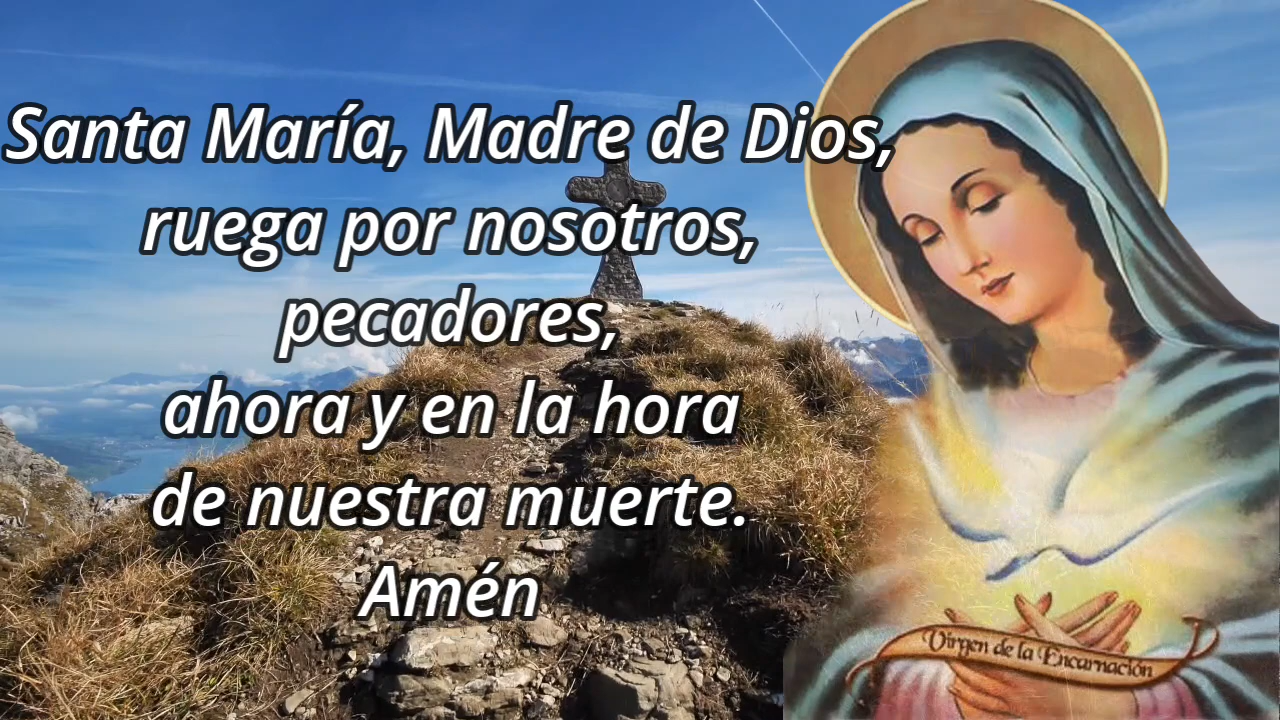 Santa María, Madre de Dios,
ruega por nosotros,
pecadores,
ahora y en la hora
de nuestra muerte.
Amén
Virgen de la Encarnación